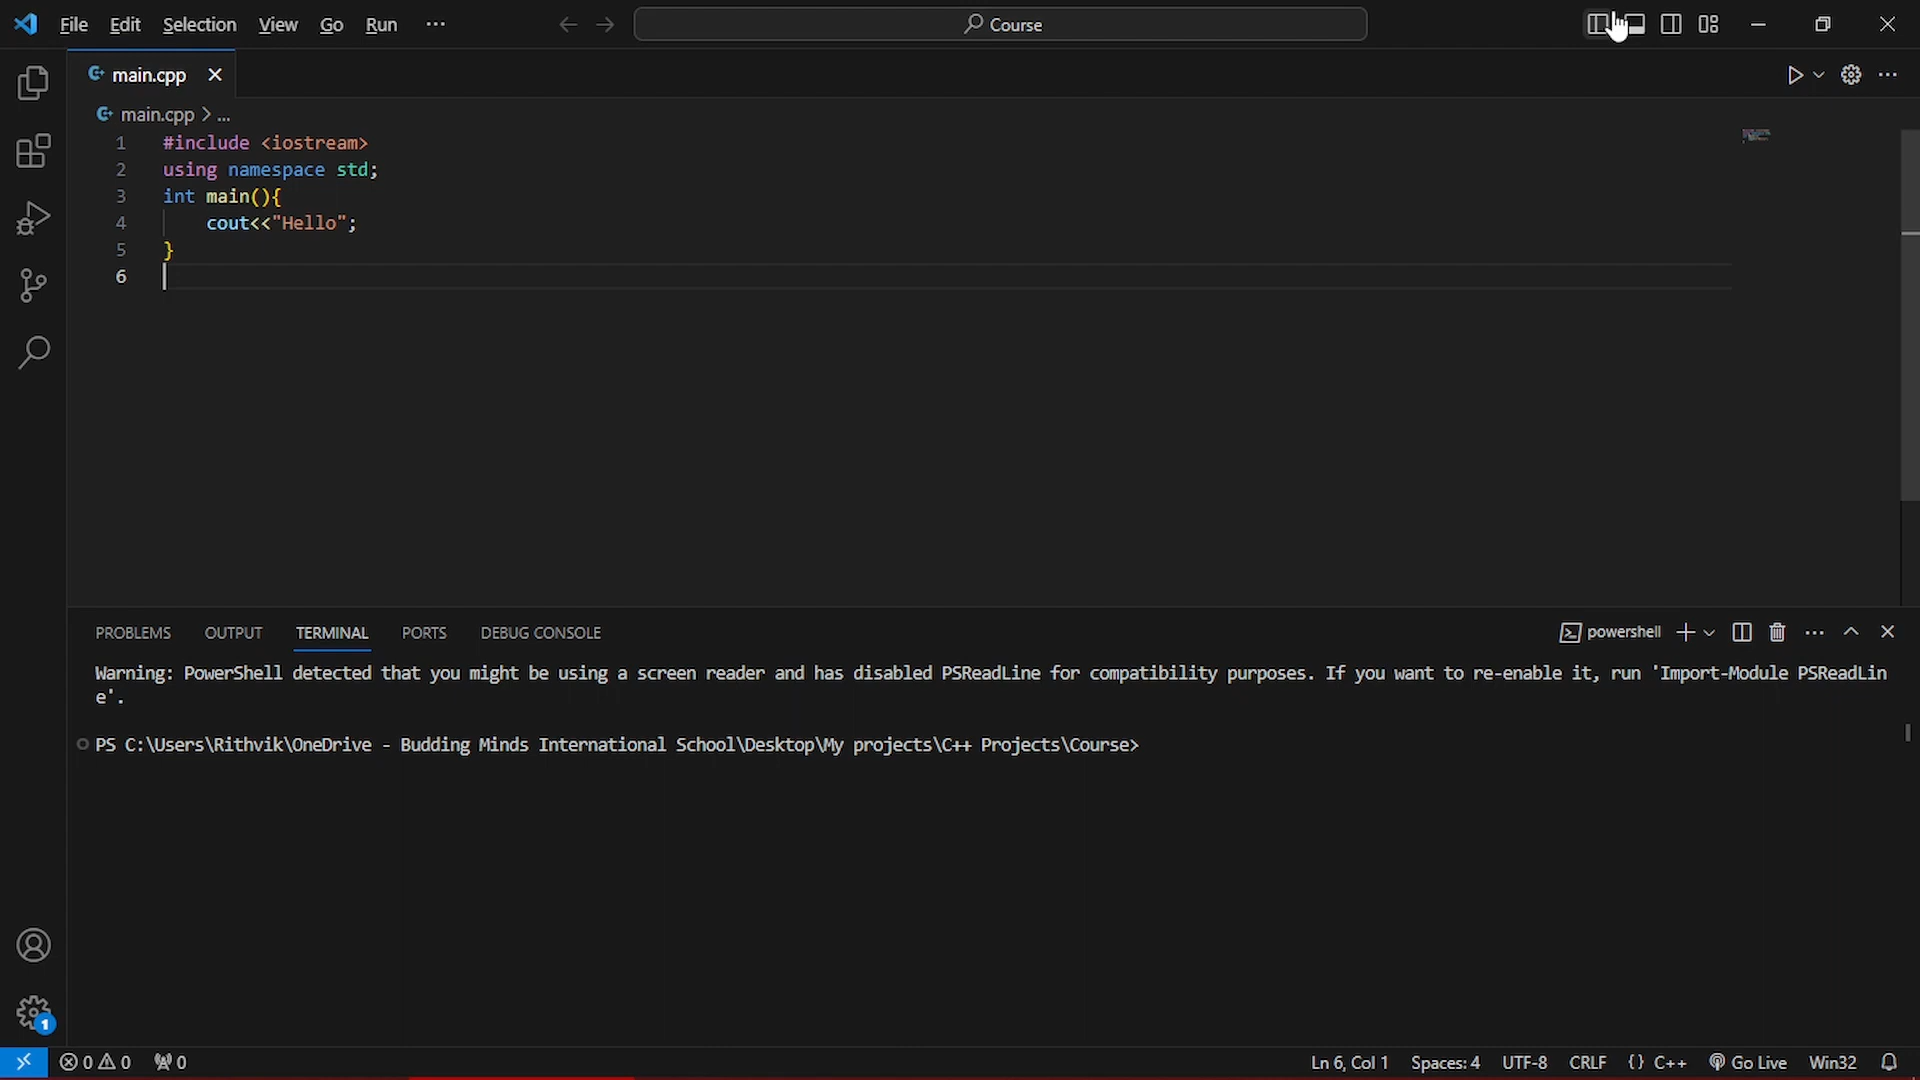 File Edit Selection View Go Run ··· Course
main.cpp
main.cpp > ...
1 #include <iostream>
2 using namespace std;
3 int main(){
4     cout<<"Hello";
5 }
6
PROBLEMS OUTPUT TERMINAL PORTS DEBUG CONSOLE powershell
Warning: PowerShell detected that you might be using a screen reader and has disabled PSReadLine for compatibility purposes. If you want to re-enable it, run 'Import-Module PSReadLin
e'.
PS C:\Users\Rithvik\OneDrive - Budding Minds International School\Desktop\My projects\C++ Projects\Course>
1
0 0 0 Ln 6, Col 1 Spaces: 4 UTF-8 CRLF {} C++ Go Live Win32